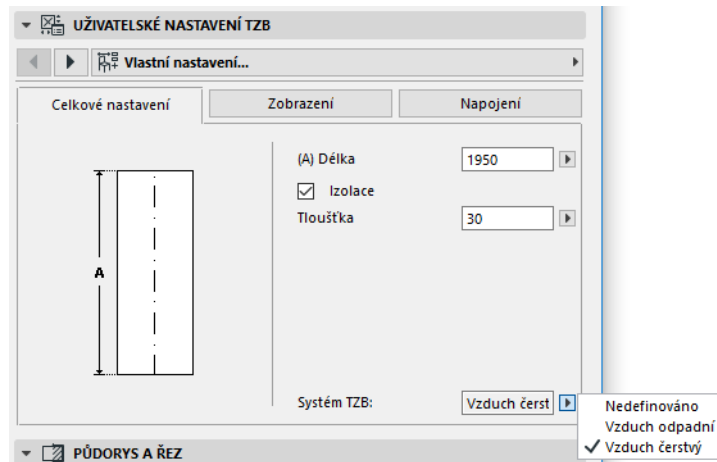 UŽIVATELSKÉ NASTAVENÍ TZB
Vlastní nastavení...
Celkové nastavení
Zobrazení
Napojení
(A) Délka 1950
Izolace
Tloušťka 30
A
Systém TZB: Vzduch čerst
Nedefinováno
Vzduch odpadní
Vzduch čerstvý
PŮDORYS A ŘEZ